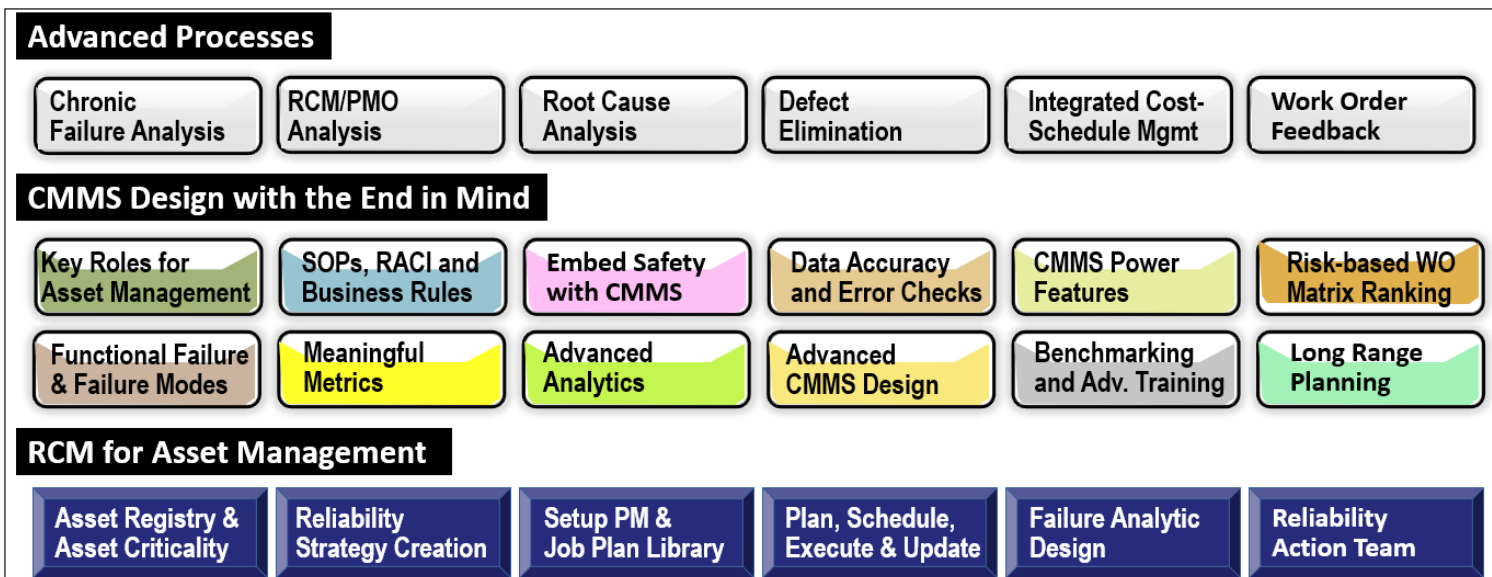 Advanced Processes
Chronic
Failure Analysis
RCM/PMO
Analysis
Root Cause
Analysis
Defect
Elimination
Integrated Cost-
Schedule Mgmt
Work Order
Feedback
CMMS Design with the End in Mind
Key Roles for
Asset Management
SOPs, RACI and
Business Rules
Embed Safety
with CMMS
Data Accuracy
and Error Checks
CMMS Power
Features
Risk-based WO
Matrix Ranking
Functional Failure
& Failure Modes
Meaningful
Metrics
Advanced
Analytics
Advanced
CMMS Design
Benchmarking
and Adv. Training
Long Range
Planning
RCM for Asset Management
Asset Registry &
Asset Criticality
Reliability
Strategy Creation
Setup PM &
Job Plan Library
Plan, Schedule,
Execute & Update
Failure Analytic
Design
Reliability
Action Team